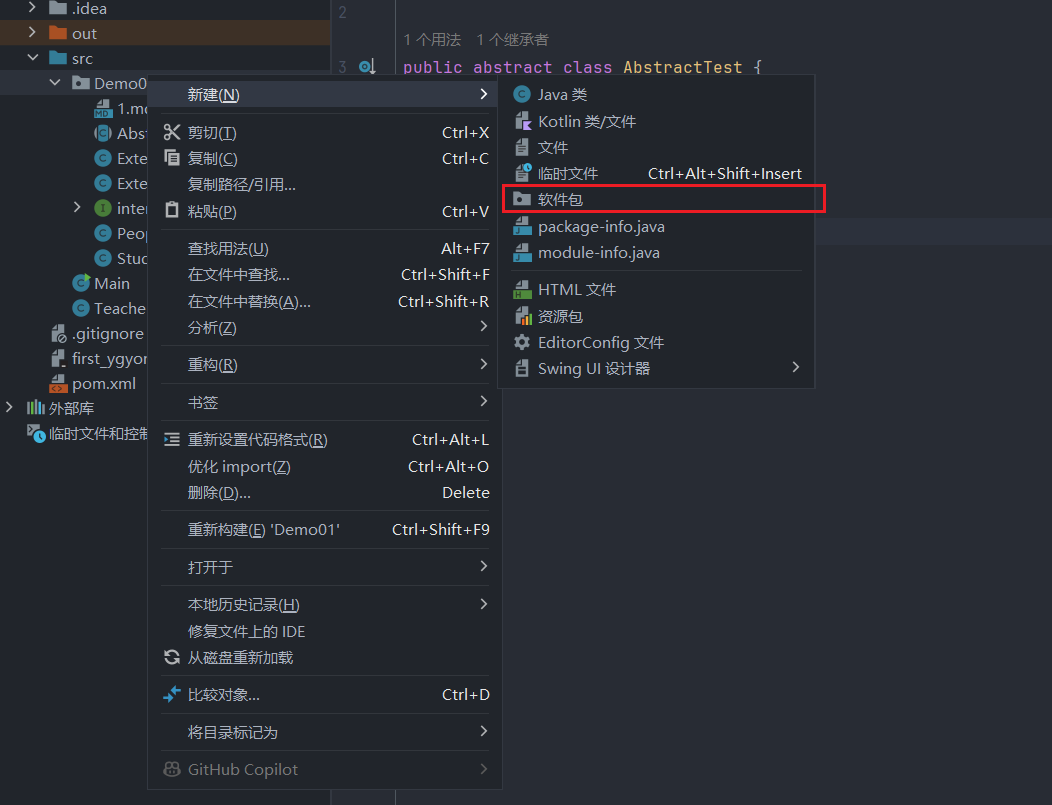 .idea
out
src
Demo0
1.mc
Abst
Exte
Exte
inter
Peop
Stuc
Main
Teache
.gitignore
first_ygyor
pom.xml
外部库
临时文件和控制
2
1 个用法 1 个继承者
3 public abstract class AbstractTest {
新建(N)
剪切(T) Ctrl+X
复制(C) Ctrl+C
复制路径/引用...
粘贴(P) Ctrl+V
查找用法(U) Alt+F7
在文件中查找... Ctrl+Shift+F
在文件中替换(A)... Ctrl+Shift+R
分析(Z)
重构(R)
书签
重新设置代码格式(R) Ctrl+Alt+L
优化 import(Z) Ctrl+Alt+O
删除(D)... Delete
重新构建(E) 'Demo01' Ctrl+Shift+F9
打开于
本地历史记录(H)
修复文件上的 IDE
从磁盘重新加载
比较对象... Ctrl+D
将目录标记为
GitHub Copilot
Java 类
Kotlin 类/文件
文件
临时文件 Ctrl+Alt+Shift+Insert
软件包
package-info.java
module-info.java
HTML 文件
资源包
EditorConfig 文件
Swing UI 设计器